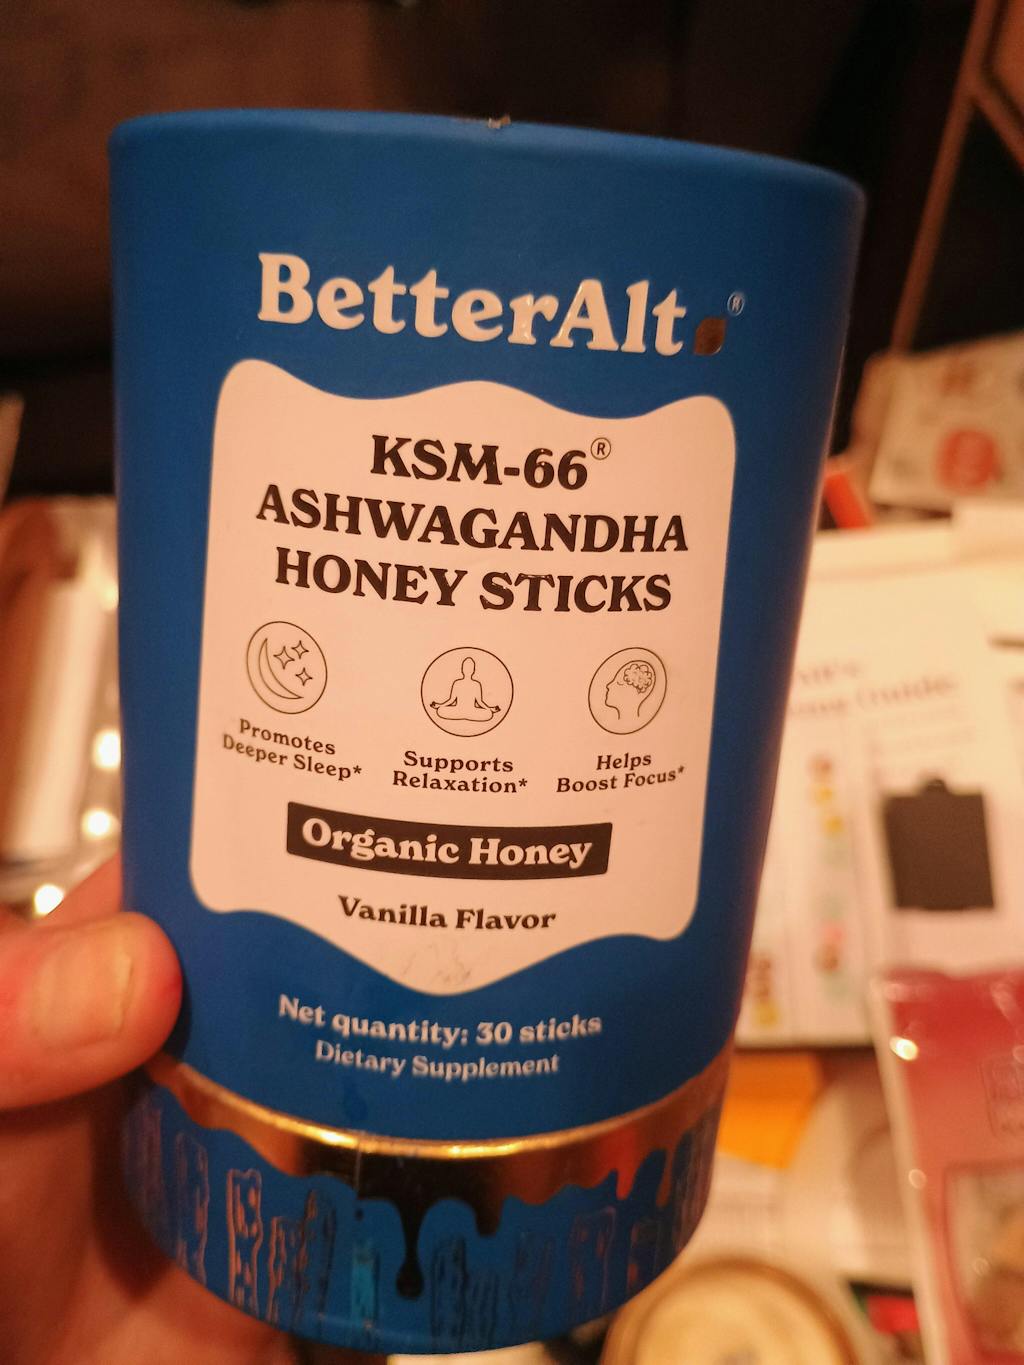 BetterAlt®
KSM-66®
ASHWAGANDHA
HONEY STICKS
Promotes
Deeper Sleep*
Supports
Relaxation*
Helps
Boost Focus*
Organic Honey
Vanilla Flavor
Net quantity: 30 sticks
Dietary Supplement